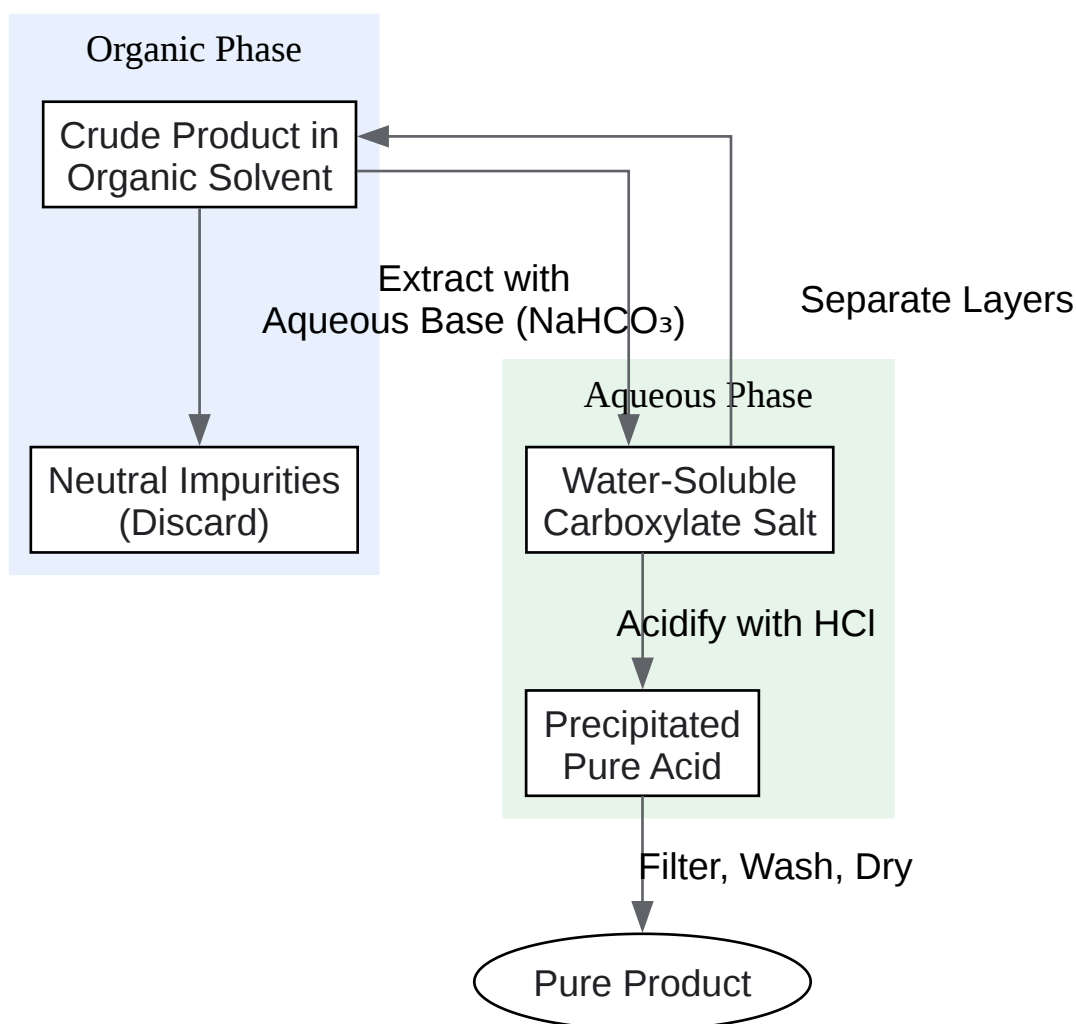 Organic Phase
Crude Product in
Organic Solvent
Extract with
Aqueous Base (NaHCO₃)
Separate Layers
Aqueous Phase
Neutral Impurities
(Discard)
Water-Soluble
Carboxylate Salt
Acidify with HCl
Precipitated
Pure Acid
Filter, Wash, Dry
Pure Product